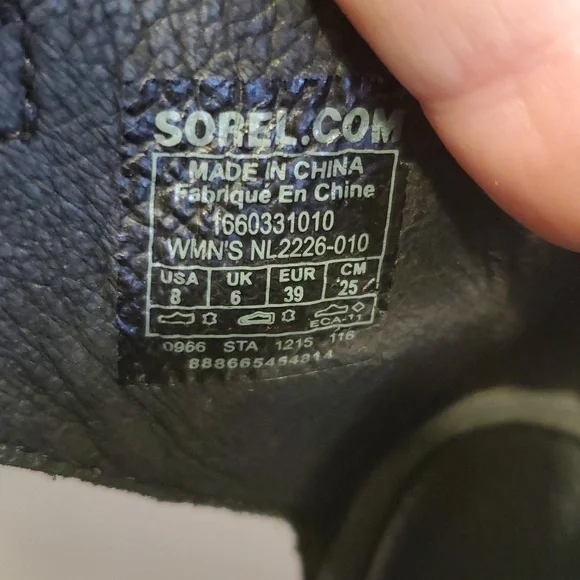 SOREL.COM
MADE IN CHINA
Fabriqué En Chine
1660331010
WMN'S NL2226-010
USA UK EUR CM
8 6 39 25
ECA-11
0966 STA 1215 116
888665454814